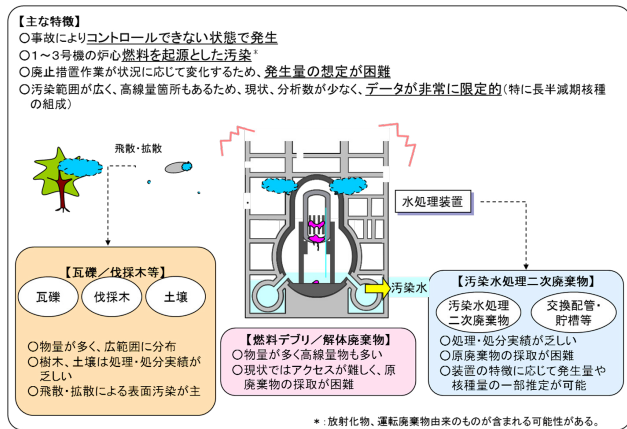 【主な特徴】
○事故によりコントロールできない状態で発生
○１～３号機の炉心燃料を起源とした汚染*
○廃止措置作業が状況に応じて変化するため、発生量の想定が困難
○汚染範囲が広く、高線量箇所もあるため、現状、分析数が少なく、データが非常に限定的(特に長半減期核種
の組成)
飛散・拡散
水処理装置
汚染水
【瓦礫／伐採木等】
瓦礫
伐採木
土壌
○物量が多く、広範囲に分布
○樹木、土壌は処理・処分実績が
乏しい
○飛散・拡散による表面汚染が主
【燃料デブリ／解体廃棄物】
○物量が多く高線量物も多い
○現状ではアクセスが難しく、原
廃棄物の採取が困難
【汚染水処理二次廃棄物】
汚染水処理
二次廃棄物
交換配管・
貯槽等
○処理・処分実績が乏しい
○原廃棄物の採取が困難
○装置の特徴に応じて発生量や
核種量の一部推定が可能
＊：放射化物、運転廃棄物由来のものが含まれる可能性がある。